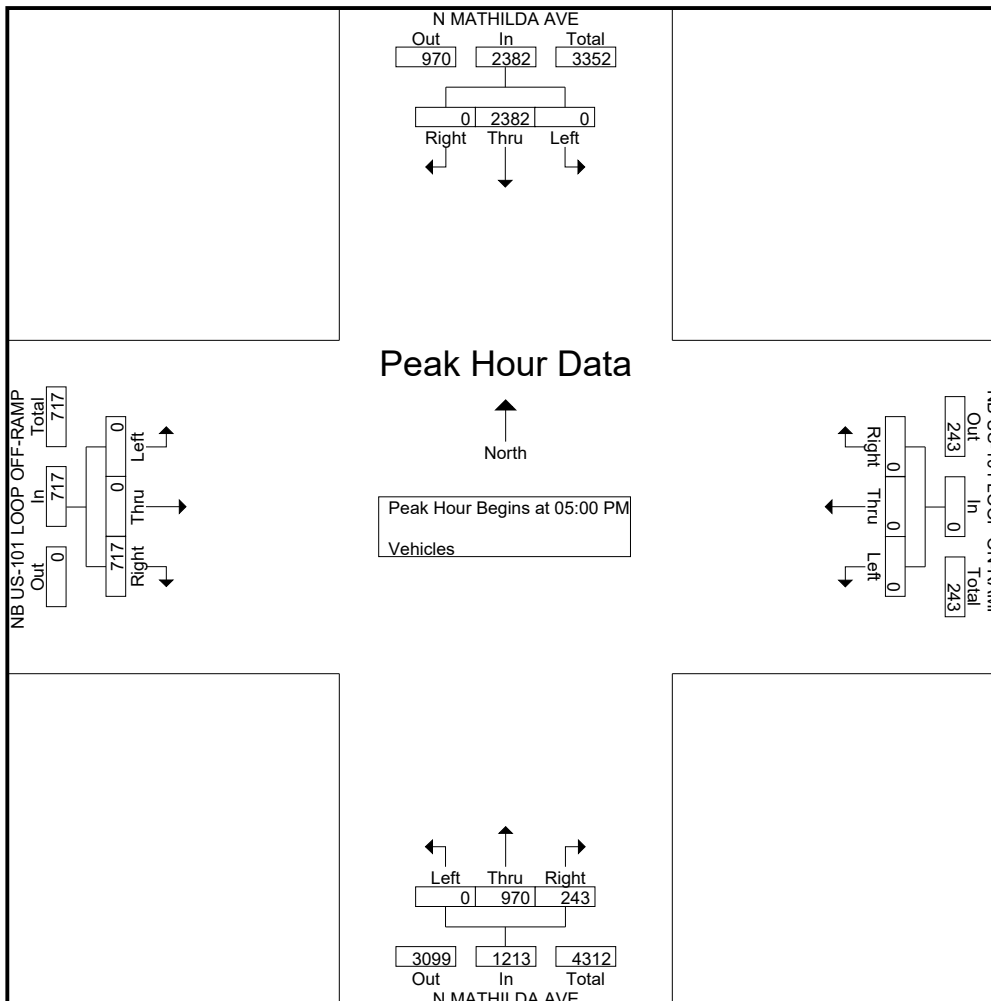 N MATHILDA AVE
Out In Total
970 2382 3352
0 2382 0
Right Thru Left
Peak Hour Data
North
Peak Hour Begins at 05:00 PM
Vehicles
NB US-101 LOOP OFF-RAMP
Out In Total
0 717 717
0 0 717
Left Thru Right
Out In Total
243 0 243
0 0 0
Right Thru Left
Left Thru Right
0 970 243
3099 1213 4312
Out In Total
N MATHILDA AVE